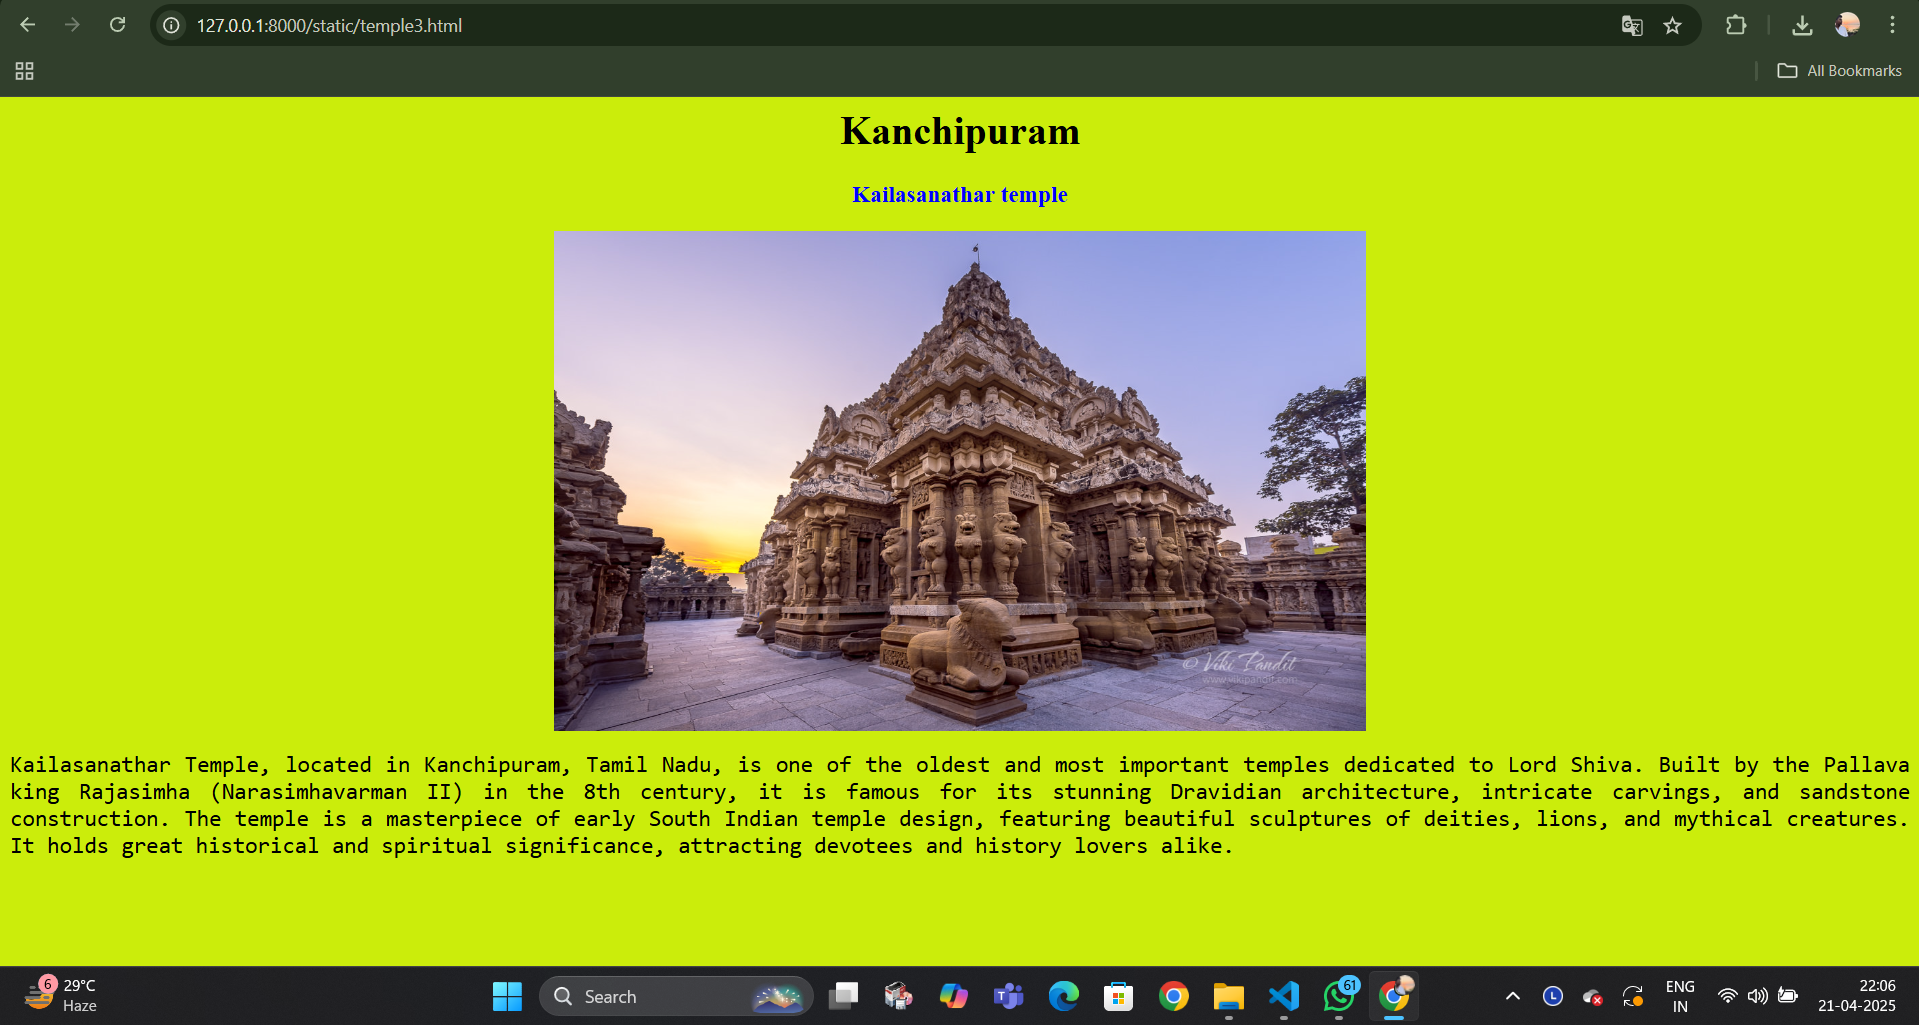 127.0.0.1:8000/static/temple3.html
All Bookmarks
Kanchipuram
Kailasanathar temple
© Viki Pandit
www.vikipandit.com
Kailasanathar Temple, located in Kanchipuram, Tamil Nadu, is one of the oldest and most important temples dedicated to Lord Shiva. Built by the Pallava
king Rajasimha (Narasimhavarman II) in the 8th century, it is famous for its stunning Dravidian architecture, intricate carvings, and sandstone
construction. The temple is a masterpiece of early South Indian temple design, featuring beautiful sculptures of deities, lions, and mythical creatures.
It holds great historical and spiritual significance, attracting devotees and history lovers alike.
6
29°C
Haze
Search
61
ENG
IN
22:06
21-04-2025